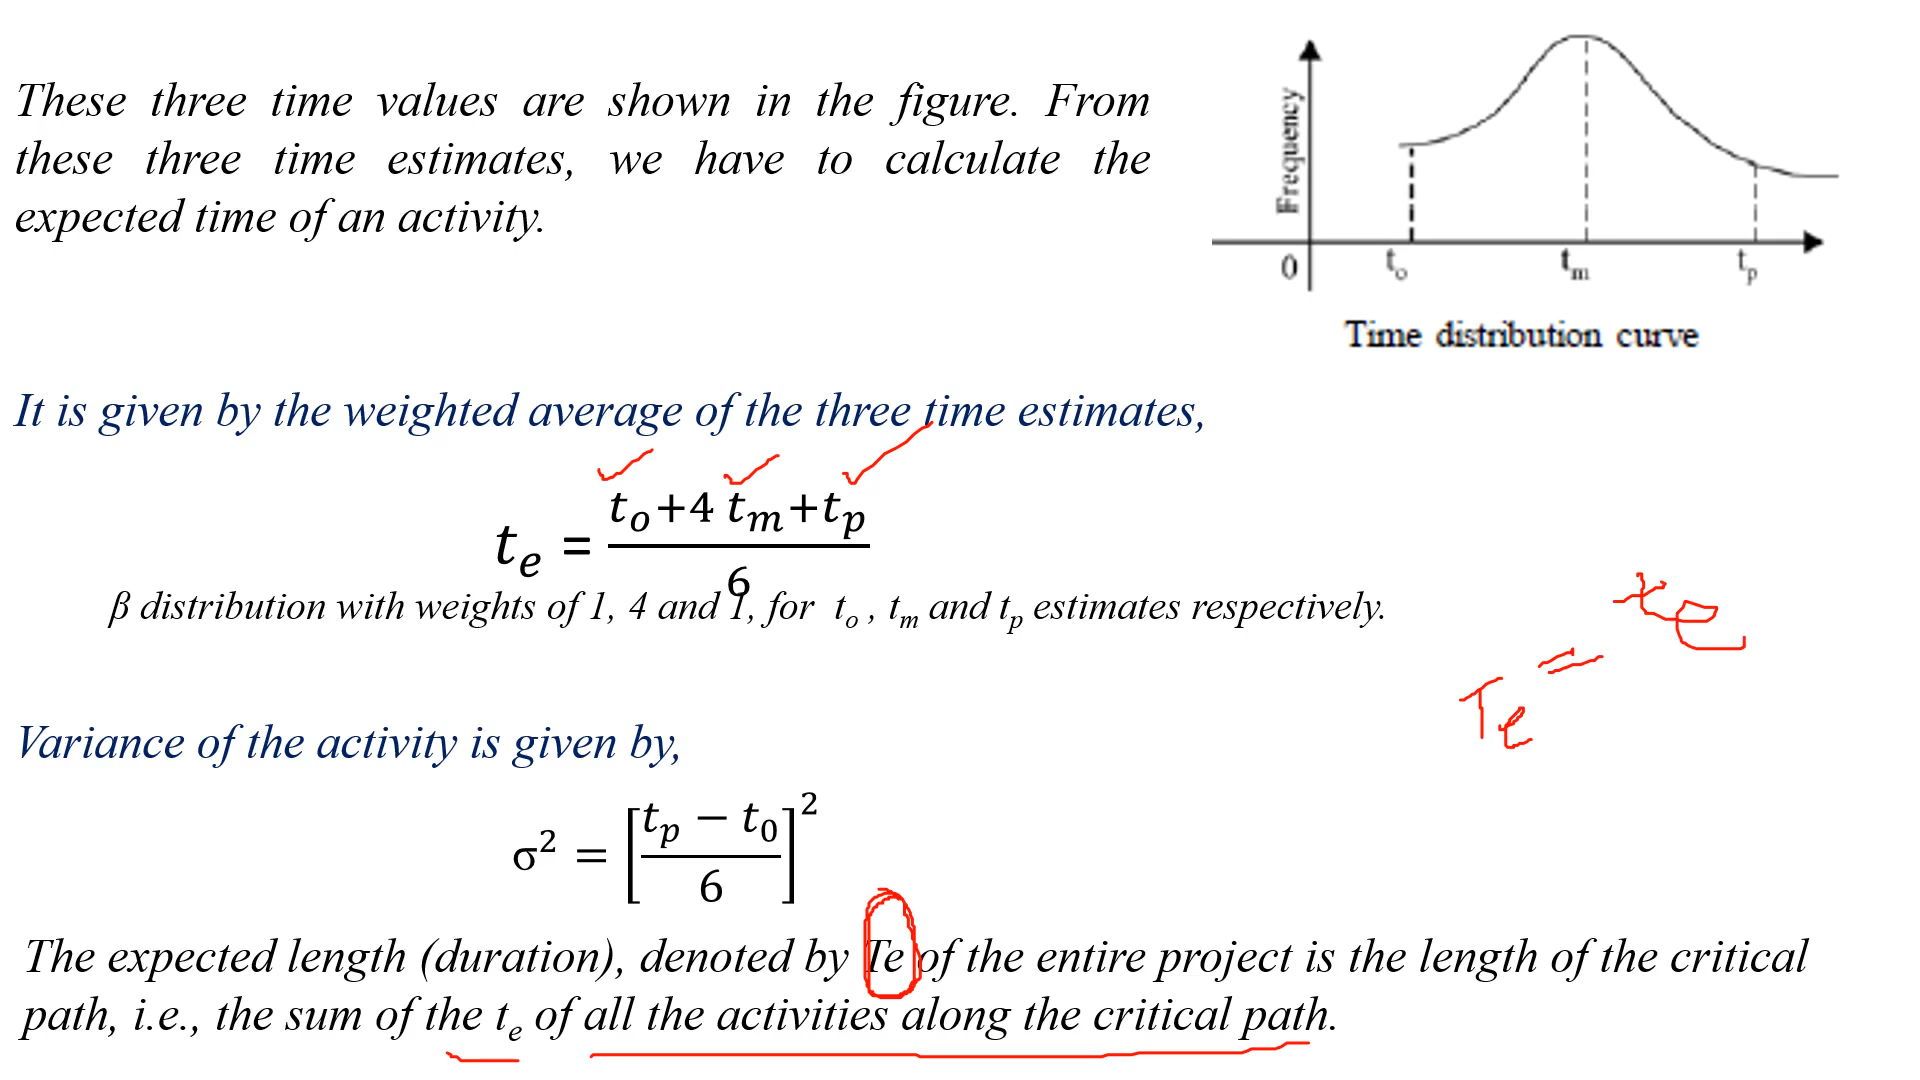 These three time values are shown in the figure. From
these three time estimates, we have to calculate the
expected time of an activity.
Frequency
0 tₒ tₘ tₚ
Time distribution curve
It is given by the weighted average of the three time estimates,
tₑ = (tₒ+4 tₘ+tₚ)/6
β distribution with weights of 1, 4 and 1, for tₒ , tₘ and tₚ estimates respectively.
Te = te
Variance of the activity is given by,
σ² = [(tₚ − t₀)/6]²
The expected length (duration), denoted by Te of the entire project is the length of the critical
path, i.e., the sum of the tₑ of all the activities along the critical path.